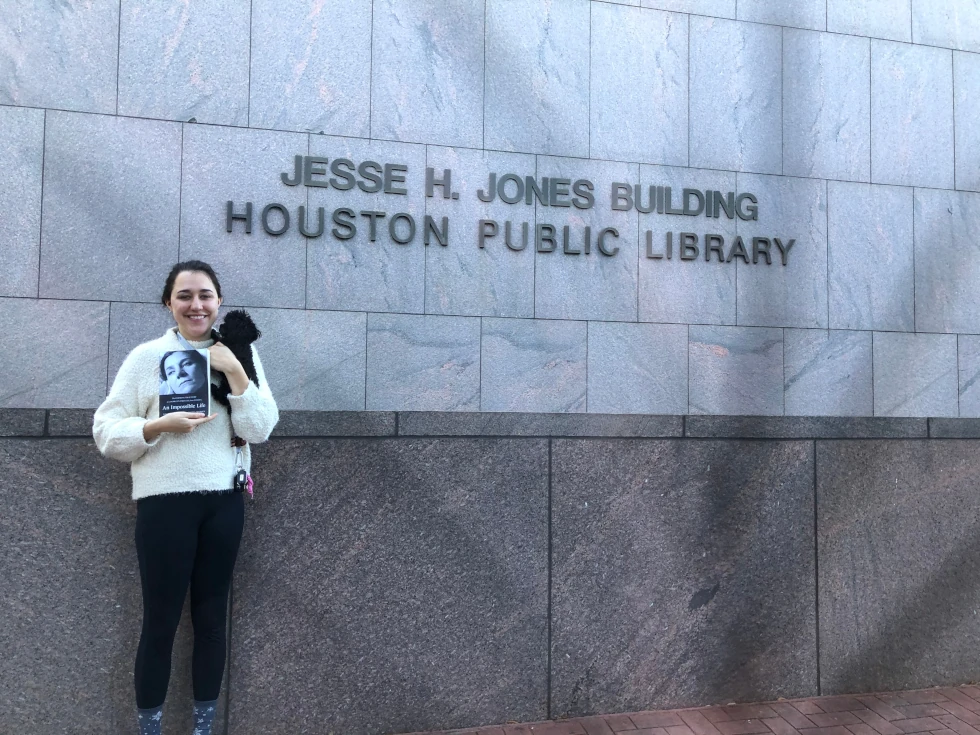 JESSE H. JONES BUILDING
HOUSTON PUBLIC LIBRARY
An Impossible Life